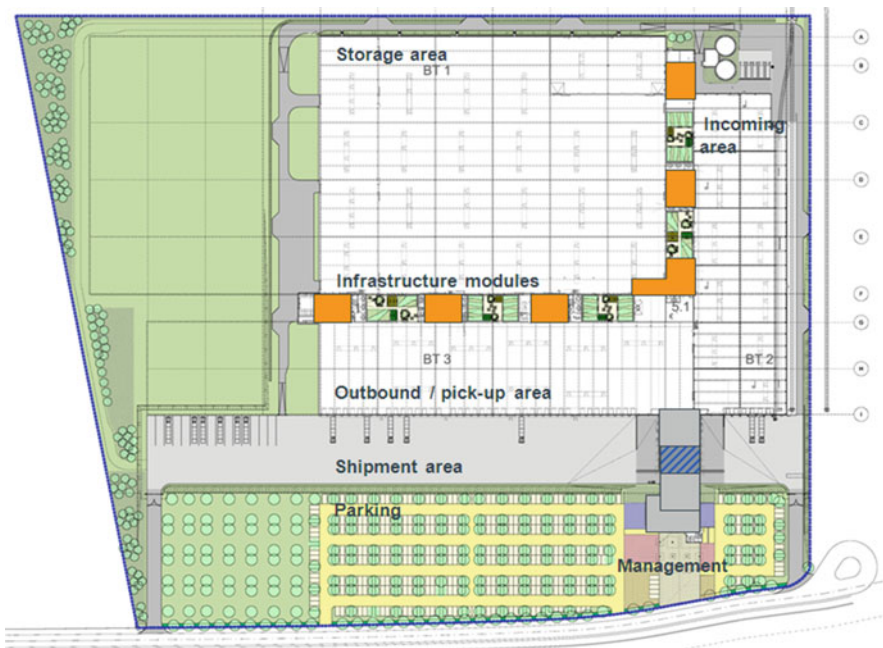 Storage area
BT 1
A
B
Incoming
area
C
D
E
Infrastructure modules
F
5.1
G
BT 3
BT 2
H
Outbound / pick-up area
I
Shipment area
Parking
Management